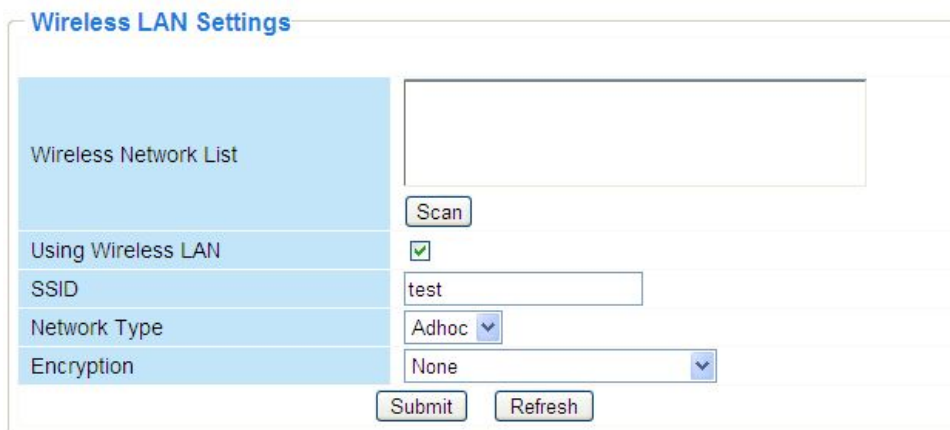 Wireless LAN Settings
Wireless Network List
Scan
Using Wireless LAN
SSID test
Network Type Adhoc
Encryption None
Submit Refresh